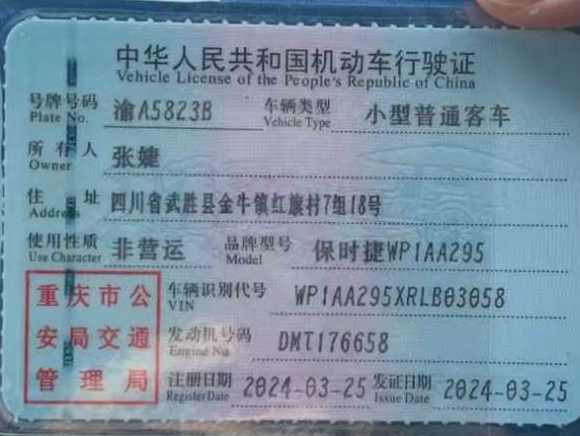 中华人民共和国机动车行驶证
Vehicle License of the People's Republic of China
号牌号码 渝A5823B 车辆类型 小型普通客车
Plate No. Vehicle Type
所有人 张婕
Owner
住址 四川省武胜县金牛镇红旗村7组18号
Address
使用性质 非营运 品牌型号 保时捷WP1AA295
Use Character Model
重庆市公 车辆识别代号 WP1AA295XRLB03058
VIN
安局交通 发动机号码 DMT176658
Engine No.
管理局 注册日期 2024-03-25 发证日期 2024-03-25
Register Date Issue Date